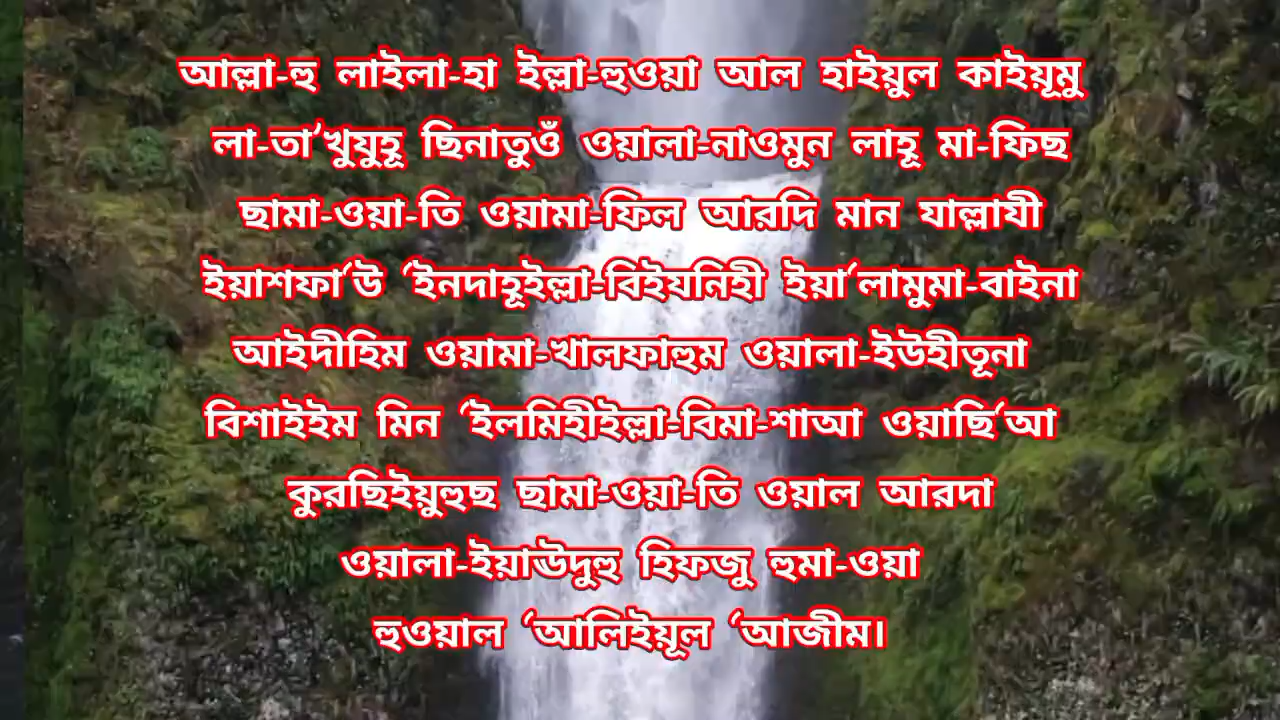 আল্লা-হু লাইলা-হা ইল্লা-হুওয়া আল হাইয়ুল কাইয়ূমু
লা-তা’খুযুহূ ছিনাতুওঁ ওয়ালা-নাওমুন লাহূ মা-ফিছ
ছামা-ওয়া-তি ওয়ামা-ফিল আরদি মান যাল্লাযী
ইয়াশফা‘উ ‘ইনদাহূইল্লা-বিইযনিহী ইয়া‘লামুমা-বাইনা
আইদীহিম ওয়ামা-খালফাহুম ওয়ালা-ইউহীতূনা
বিশাইইম মিন ‘ইলমিহীইল্লা-বিমা-শাআ ওয়াছি‘আ
কুরছিইয়ুহুছ ছামা-ওয়া-তি ওয়াল আরদা
ওয়ালা-ইয়াঊদুহু হিফজু হুমা-ওয়া
হুওয়াল ‘আলিইয়ূল ‘আজীম।